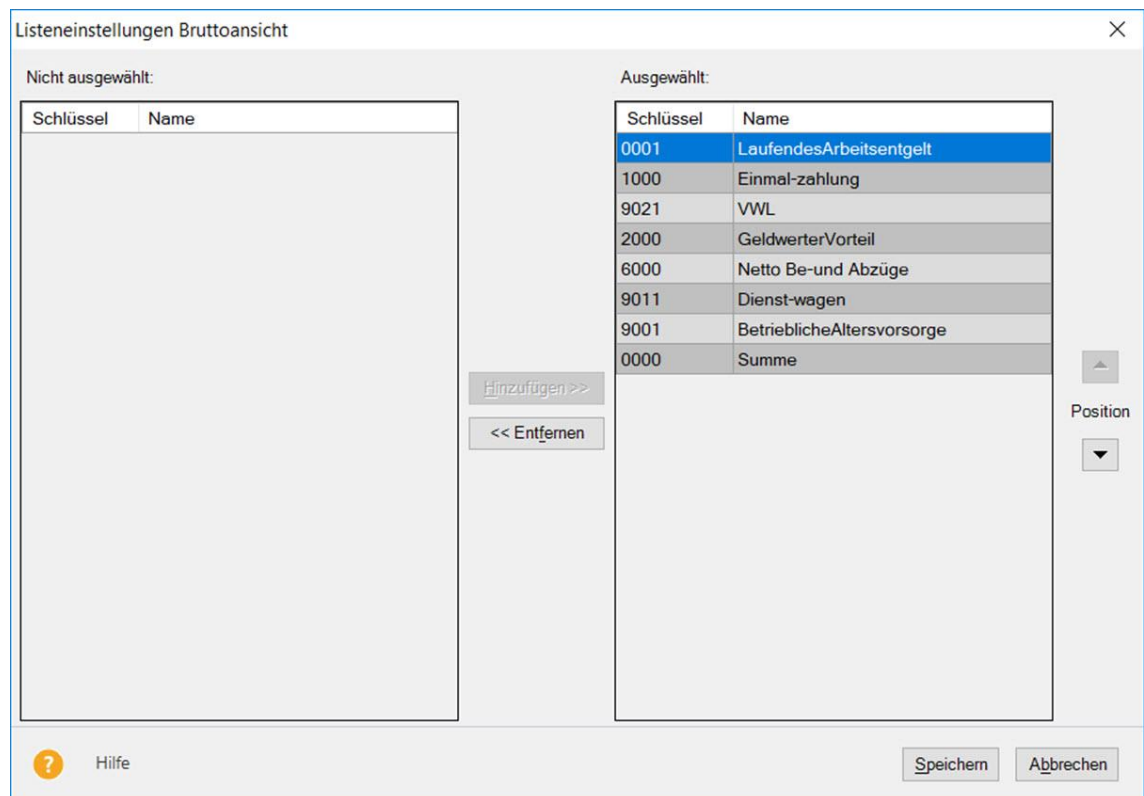 Listeneinstellungen Bruttoansicht
Nicht ausgewählt:
Schlüssel Name
Hinzufügen >>
<< Entfernen
Ausgewählt:
Schlüssel Name
0001 LaufendesArbeitsentgelt
1000 Einmal-zahlung
9021 VWL
2000 GeldwerterVorteil
6000 Netto Be-und Abzüge
9011 Dienst-wagen
9001 BetrieblicheAltersvorsorge
0000 Summe
Position
? Hilfe
Speichern Abbrechen